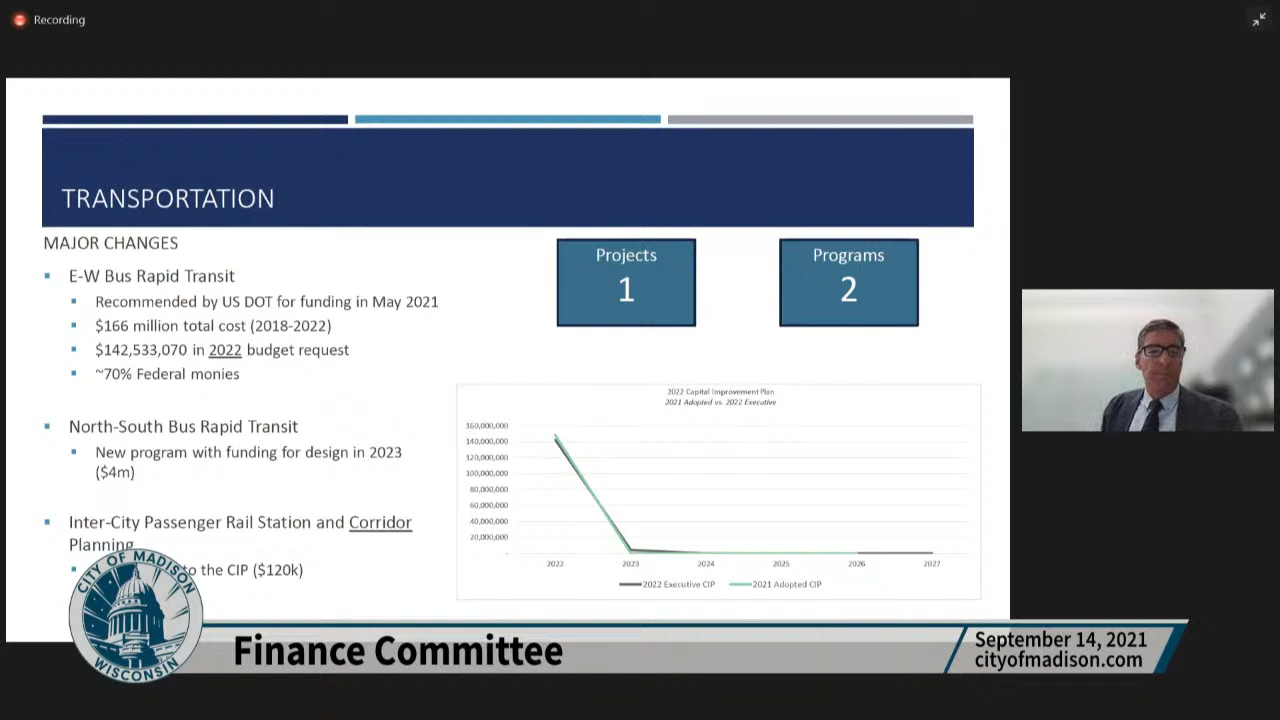 Recording
TRANSPORTATION
MAJOR CHANGES
E-W Bus Rapid Transit
Recommended by US DOT for funding in May 2021
$166 million total cost (2018-2022)
$142,533,070 in 2022 budget request
~70% Federal monies
North-South Bus Rapid Transit
New program with funding for design in 2023
($4m)
Inter-City Passenger Rail Station and Corridor
Planning
to the CIP ($120k)
Projects
1
Programs
2
2022 Capital Improvement Plan
2021 Adopted vs. 2022 Executive
160,000,000
140,000,000
120,000,000
100,000,000
80,000,000
60,000,000
40,000,000
20,000,000
-
2022 2023 2024 2025 2026 2027
2022 Executive CIP 2021 Adopted CIP
CITY OF MADISON
WISCONSIN
Finance Committee
September 14, 2021
cityofmadison.com